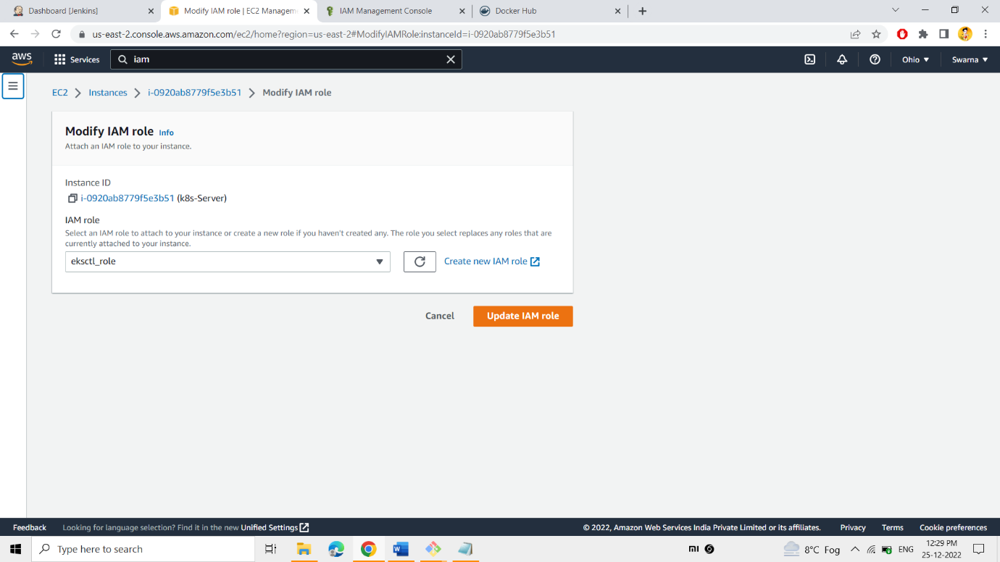 Dashboard [Jenkins]
Modify IAM role | EC2 Managem
IAM Management Console
Docker Hub
us-east-2.console.aws.amazon.com/ec2/home?region=us-east-2#ModifyIAMRole:instanceId=i-0920ab8779f5e3b51
aws
Services
iam
Ohio ▼
Swarna ▼
EC2 > Instances > i-0920ab8779f5e3b51 > Modify IAM role
Modify IAM role Info
Attach an IAM role to your instance.
Instance ID
i-0920ab8779f5e3b51 (k8s-Server)
IAM role
Select an IAM role to attach to your instance or create a new role if you haven't created any. The role you select replaces any roles that are
currently attached to your instance.
eksctl_role
Create new IAM role
Cancel
Update IAM role
Feedback
Looking for language selection? Find it in the new Unified Settings
© 2022, Amazon Web Services India Private Limited or its affiliates.
Privacy
Terms
Cookie preferences
Type here to search
8°C Fog
ENG
12:29 PM
25-12-2022